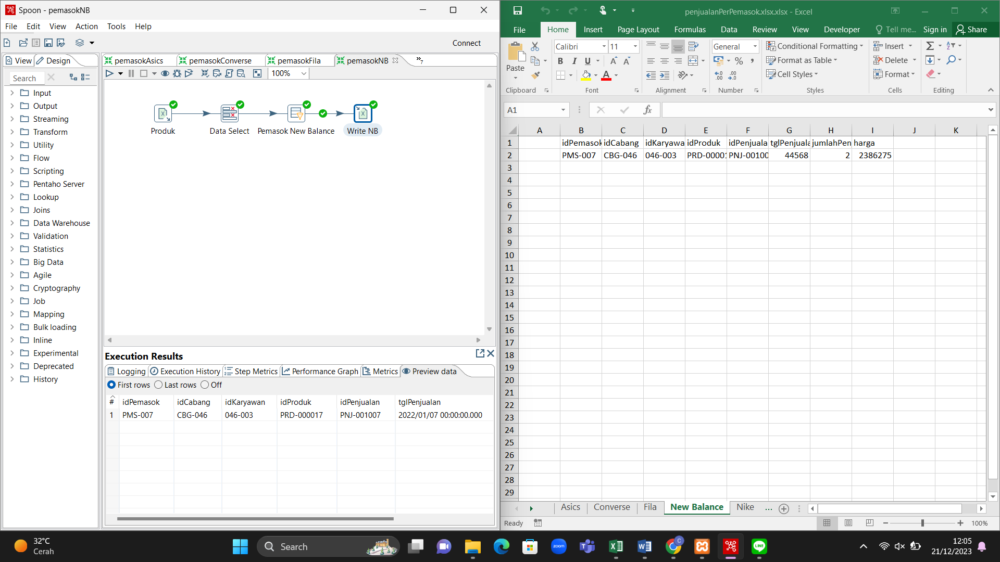 Spoon - pemasokNB
File Edit View Action Tools Help
Connect
View Design
pemasokAsics pemasokConverse pemasokFila pemasokNB »7
Search
100%
Input
Output
Streaming
Transform
Utility
Flow
Scripting
Pentaho Server
Lookup
Joins
Data Warehouse
Validation
Statistics
Big Data
Agile
Cryptography
Job
Mapping
Bulk loading
Inline
Experimental
Deprecated
History
Produk Data Select Pemasok New Balance Write NB
Execution Results
Logging Execution History Step Metrics Performance Graph Metrics Preview data
First rows Last rows Off
# idPemasok idCabang idKaryawan idProduk idPenjualan tglPenjualan
1 PMS-007 CBG-046 046-003 PRD-000017 PNJ-001007 2022/01/07 00:00:00.000
penjualanPerPemasok.xlsx.xlsx - Excel
File Home Insert Page Layout Formulas Data Review View Developer Tell me... Sign in Share
Paste
Calibri 11
B I U
General
Conditional Formatting
Format as Table
Cell Styles
Insert
Delete
Format
Clipboard Font Alignment Number Styles Cells Editing
A1 fx
A B C D E F G H I J K
1 idPemasok idCabang idKaryawa idProduk idPenjuala tglPenjuala jumlahPen harga
2 PMS-007 CBG-046 046-003 PRD-00001 PNJ-00100 44568 2 2386275
3
4
5
6
7
8
9
10
11
12
13
14
15
16
17
18
19
20
21
22
23
24
25
26
27
28
29
Asics Converse Fila New Balance Nike ...
Ready
100%
32°C
Cerah
Search
zoom
12:05
21/12/2023